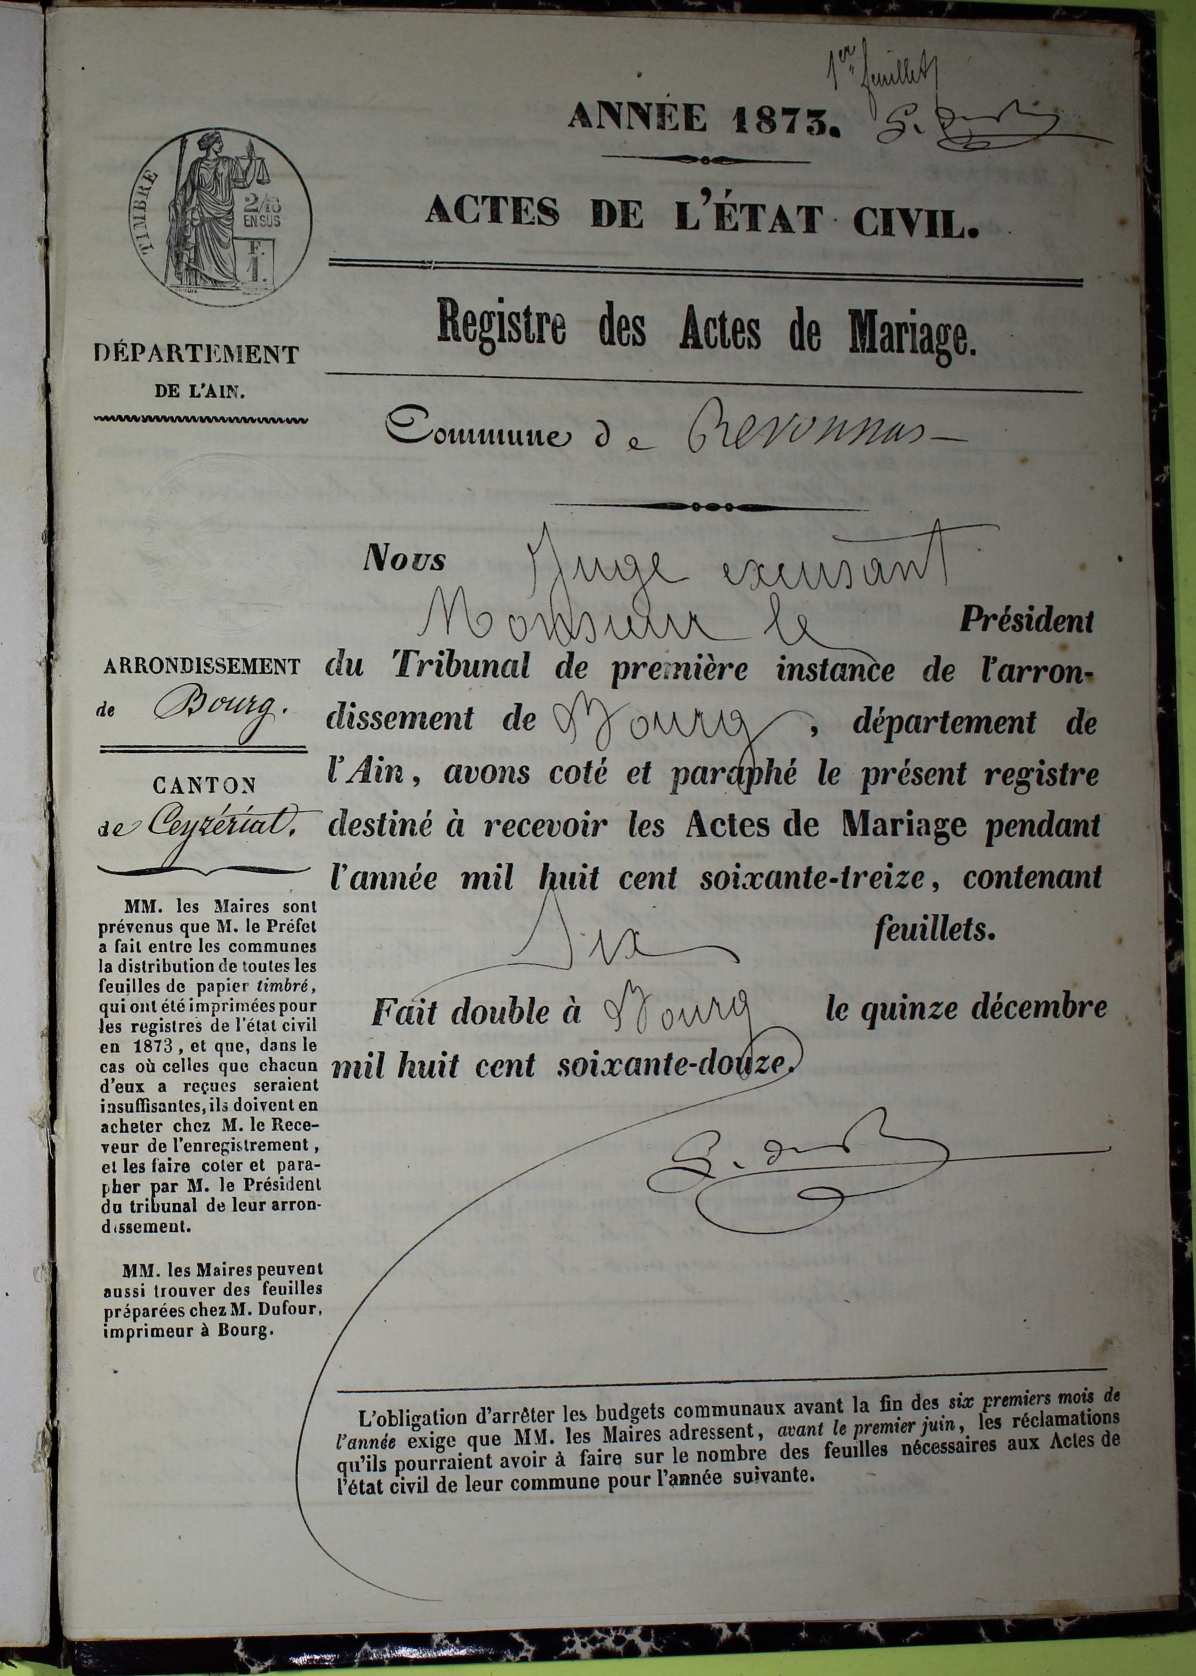 1er feuillet
ANNÉE 1873.
TIMBRE
2/10
EN SUS
F.
1.
ACTES DE L'ÉTAT CIVIL.
Registre des Actes de Mariage.
DÉPARTEMENT
DE L'AIN.
Commune de Revonnas
Nous Juge excusant
Monsieur le Président
du Tribunal de première instance de l'arron-
dissement de Bourg, département de
l'Ain, avons coté et paraphé le présent registre
destiné à recevoir les Actes de Mariage pendant
l'année mil huit cent soixante-treize, contenant
Six feuillets.
Fait double à Bourg le quinze décembre
mil huit cent soixante-douze.
ARRONDISSEMENT
de Bourg.
CANTON
de Ceyzériat.
MM. les Maires sont
prévenus que M. le Préfet
a fait entre les communes
la distribution de toutes les
feuilles de papier timbré,
qui ont été imprimées pour
les registres de l'état civil
en 1873, et que, dans le
cas où celles que chacun
d'eux a reçues seraient
insuffisantes, ils doivent en
acheter chez M. le Rece-
veur de l'enregistrement,
et les faire coter et para-
pher par M. le Président
du tribunal de leur arron-
dissement.
MM. les Maires peuvent
aussi trouver des feuilles
préparées chez M. Dufour,
imprimeur à Bourg.
L'obligation d'arrêter les budgets communaux avant la fin des six premiers mois de
l'année exige que MM. les Maires adressent, avant le premier juin, les réclamations
qu'ils pourraient avoir à faire sur le nombre des feuilles nécessaires aux Actes de
l'état civil de leur commune pour l'année suivante.